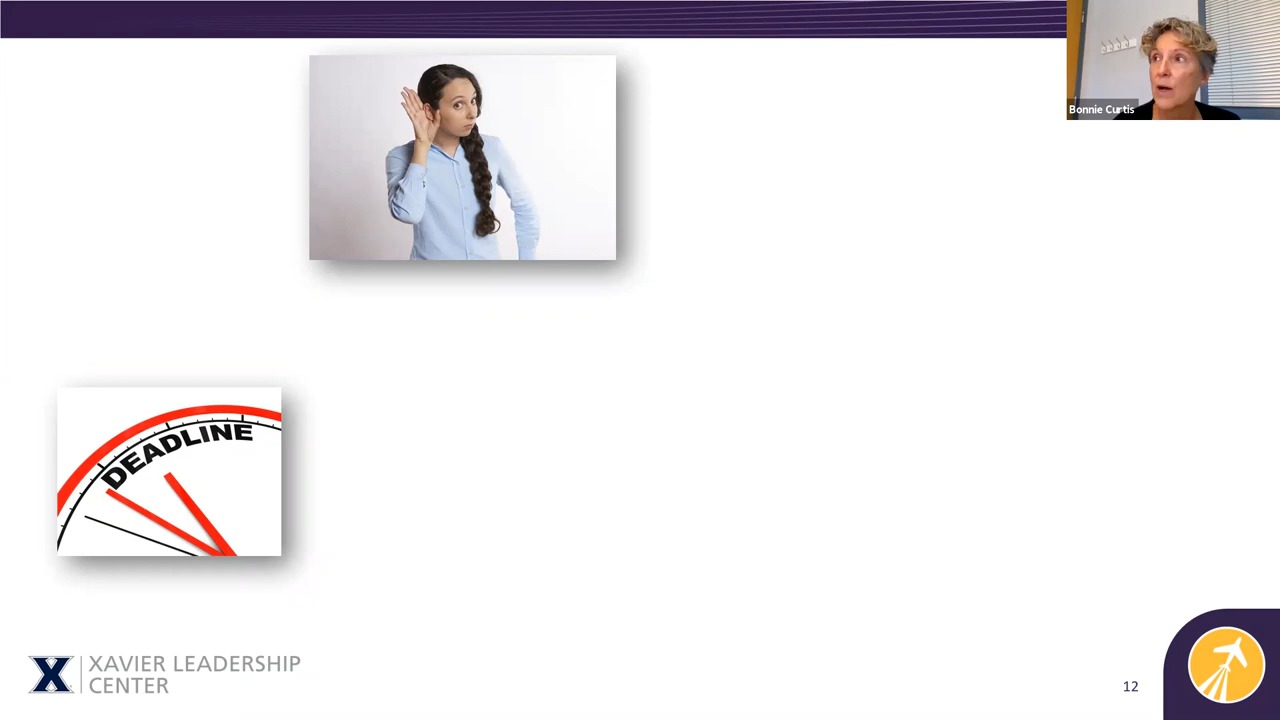 Bonnie Curtis
DEADLINE
X
XAVIER LEADERSHIP
CENTER
12